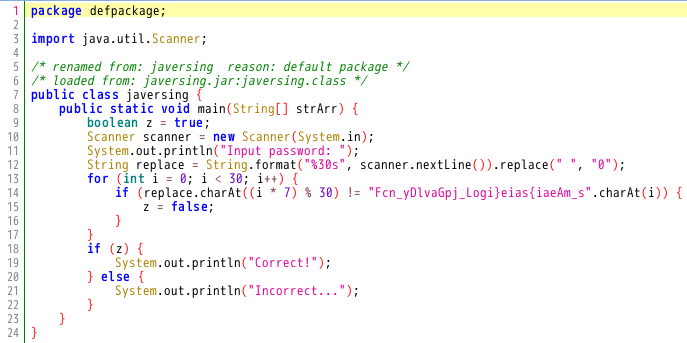 1 package defpackage;
2
3 import java.util.Scanner;
4
5 /* renamed from: javersing  reason: default package */
6 /* loaded from: javersing.jar:javersing.class */
7 public class javersing {
8     public static void main(String[] strArr) {
9         boolean z = true;
10         Scanner scanner = new Scanner(System.in);
11         System.out.println("Input password: ");
12         String replace = String.format("%30s", scanner.nextLine()).replace(" ", "0");
13         for (int i = 0; i < 30; i++) {
14             if (replace.charAt((i * 7) % 30) != "Fcn_yDlvaGpj_Logi}eias{iaeAm_s".charAt(i)) {
15                 z = false;
16             }
17         }
18         if (z) {
19             System.out.println("Correct!");
20         } else {
21             System.out.println("Incorrect...");
22         }
23     }
24 }